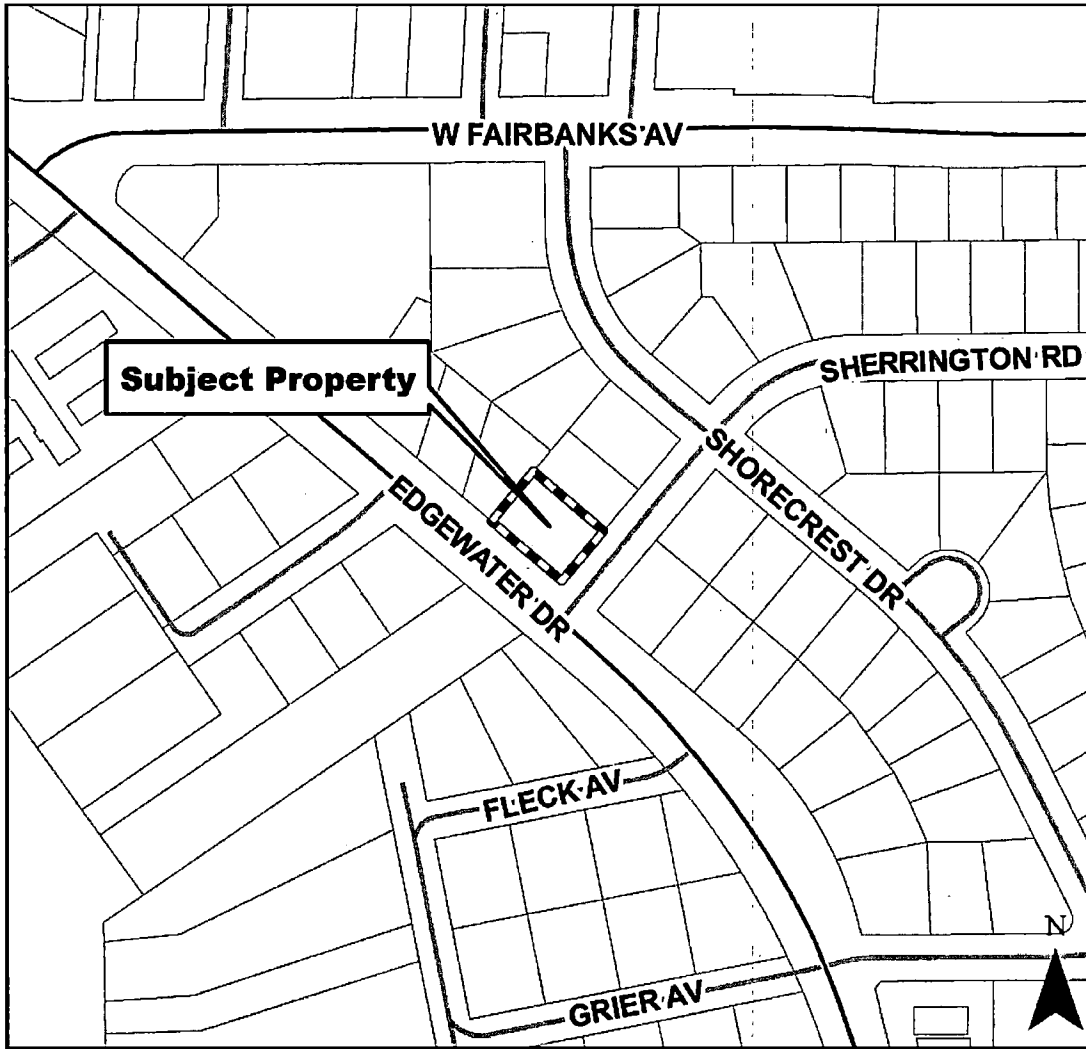 W FAIRBANKS AV
Subject Property
SHERRINGTON RD
SHORECREST DR
EDGEWATER DR
FLECK AV
GRIER AV
N